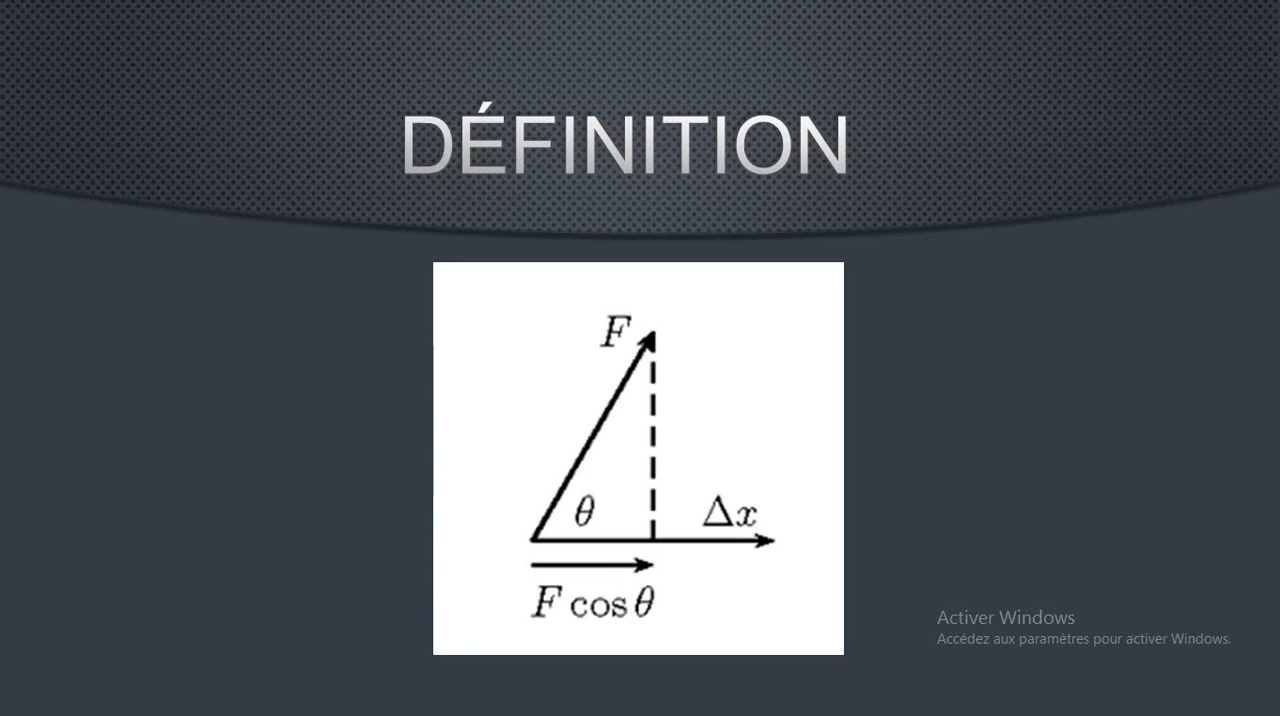 DÉFINITION
F
θ
Δx
F cos θ
Activer Windows
Accédez aux paramètres pour activer Windows.